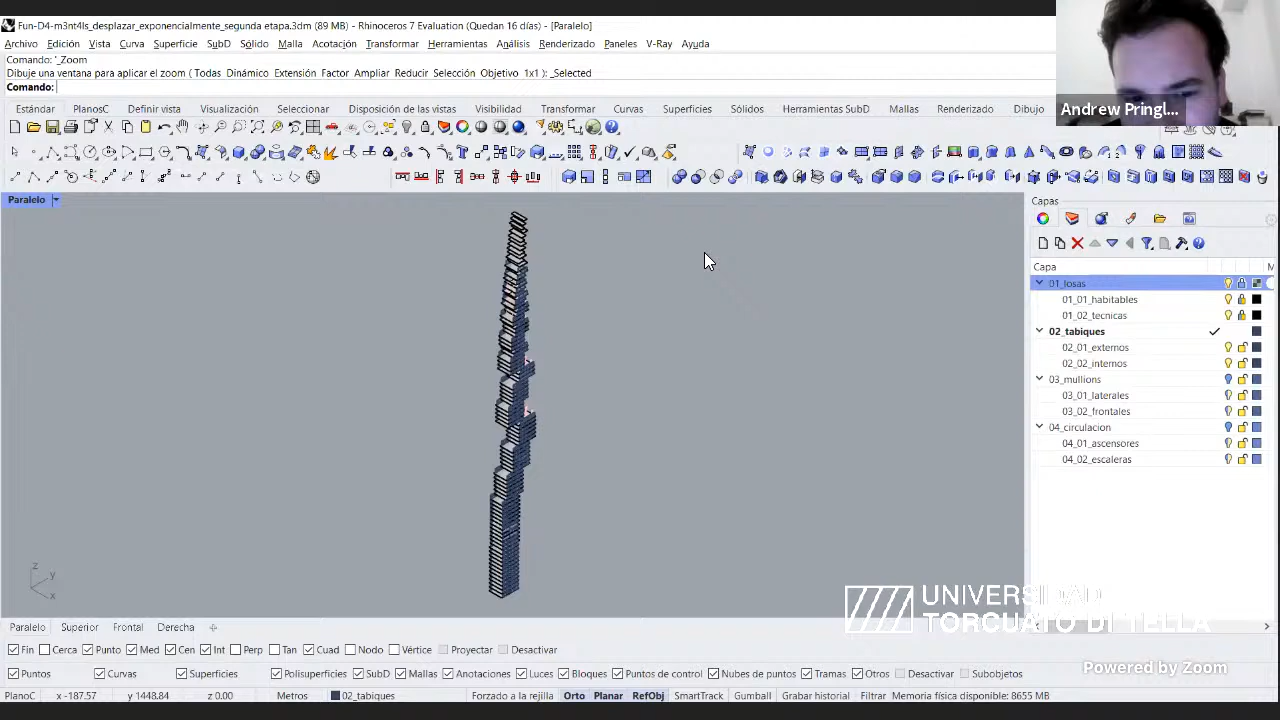 Fun-D4-m3nt4ls_desplazar_exponencialmente_segunda etapa.3dm (89 MB) - Rhinoceros 7 Evaluation (Quedan 16 días) - [Paralelo]
Archivo Edición Vista Curva Superficie SubD Sólido Malla Acotación Transformar Herramientas Análisis Renderizado Paneles V-Ray Ayuda
Comando: '_Zoom
Dibuje una ventana para aplicar el zoom ( Todas Dinámico Extensión Factor Ampliar Reducir Selección Objetivo 1x1 ): _Selected
Comando:
Andrew Pringl...
Estándar PlanosC Definir vista Visualización Seleccionar Disposición de las vistas Visibilidad Transformar Curvas Superficies Sólidos Herramientas SubD Mallas Renderizado Dibujo
Paralelo
Capas
Capa M
01_losas
01_01_habitables
01_02_tecnicas
02_tabiques
02_01_externos
02_02_internos
03_mullions
03_01_laterales
03_02_frontales
04_circulacion
04_01_ascensores
04_02_escaleras
z
y
x
UNIVERSIDAD
TORCUATO DI TELLA
Paralelo Superior Frontal Derecha
Fin Cerca Punto Med Cen Int Perp Tan Cuad Nodo Vértice Proyectar Desactivar
Puntos Curvas Superficies Polisuperficies SubD Mallas Anotaciones Luces Bloques Puntos de control Nubes de puntos Tramas Otros Desactivar Subobjetos
Powered by Zoom
PlanoC x -187.57 y 1448.84 z 0.00 Metros 02_tabiques Forzado a la rejilla Orto Planar RefObj SmartTrack Gumball Grabar historial Filtrar Memoria física disponible: 8655 MB